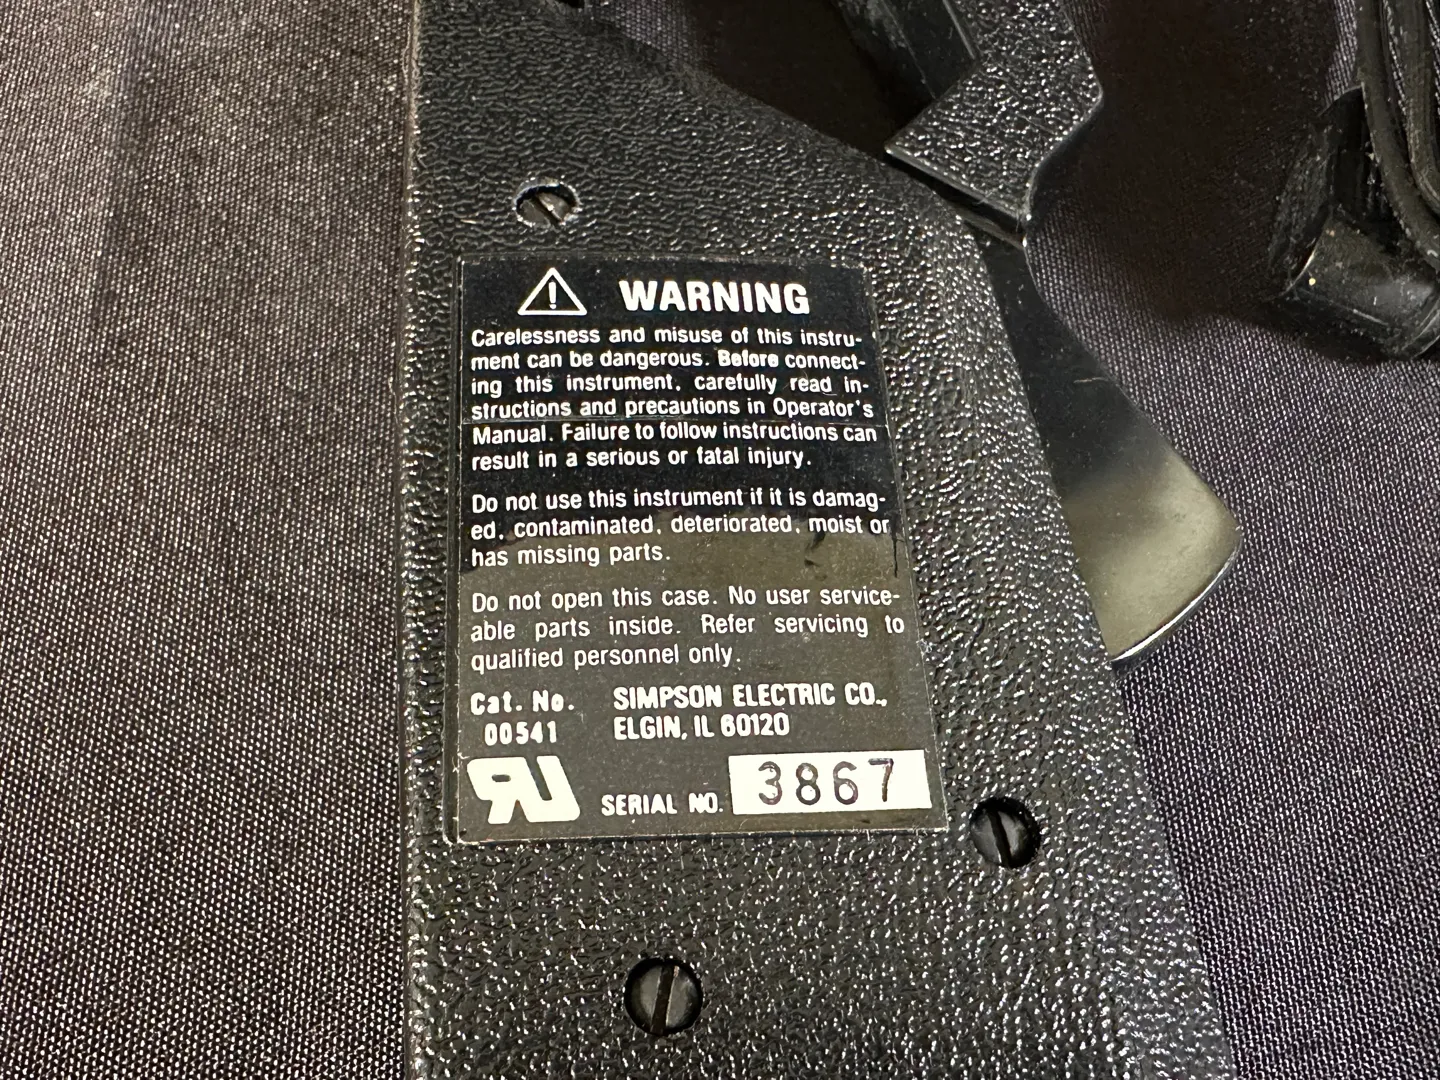 WARNING
Carelessness and misuse of this instru-
ment can be dangerous. Before connect-
ing this instrument, carefully read in-
structions and precautions in Operator's
Manual. Failure to follow instructions can
result in a serious or fatal injury.
Do not use this instrument if it is damag-
ed, contaminated, deteriorated, moist or
has missing parts.
Do not open this case. No user service-
able parts inside. Refer servicing to
qualified personnel only.
Cat. No.
00541
SIMPSON ELECTRIC CO.,
ELGIN, IL 60120
SERIAL NO. 3867